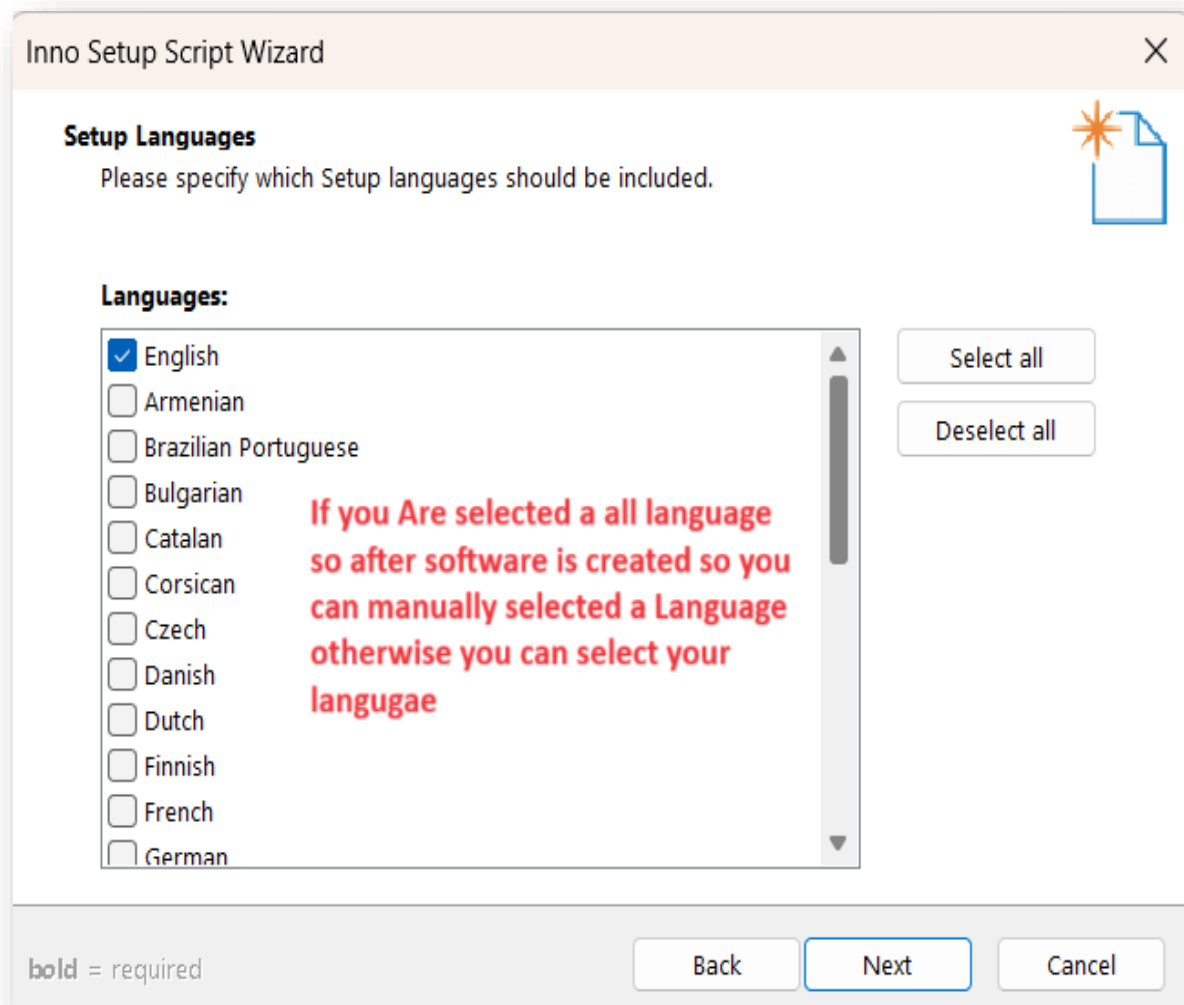 Inno Setup Script Wizard
Setup Languages
Please specify which Setup languages should be included.
Languages:
English
Armenian
Brazilian Portuguese
Bulgarian
Catalan
Corsican
Czech
Danish
Dutch
Finnish
French
German
If you Are selected a all language
so after software is created so you
can manually selected a Language
otherwise you can select your
langugae
Select all
Deselect all
bold = required
Back
Next
Cancel